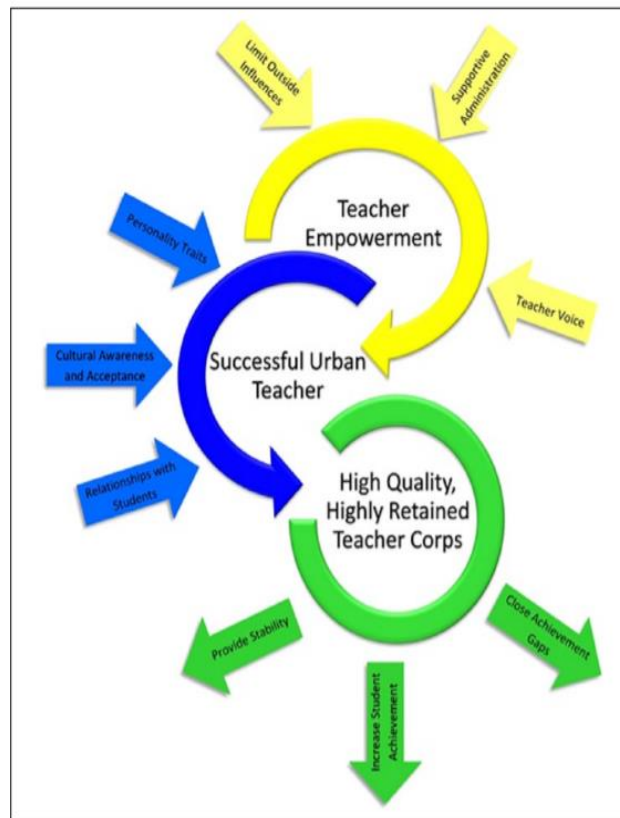 Limit Outside
Influences
Supportive
Administration
Teacher
Empowerment
Personality Traits
Teacher Voice
Cultural Awareness
and Acceptance
Successful Urban
Teacher
Relationships with
Students
High Quality,
Highly Retained
Teacher Corps
Provide Stability
Increase Student
Achievement
Close Achievement
Gaps